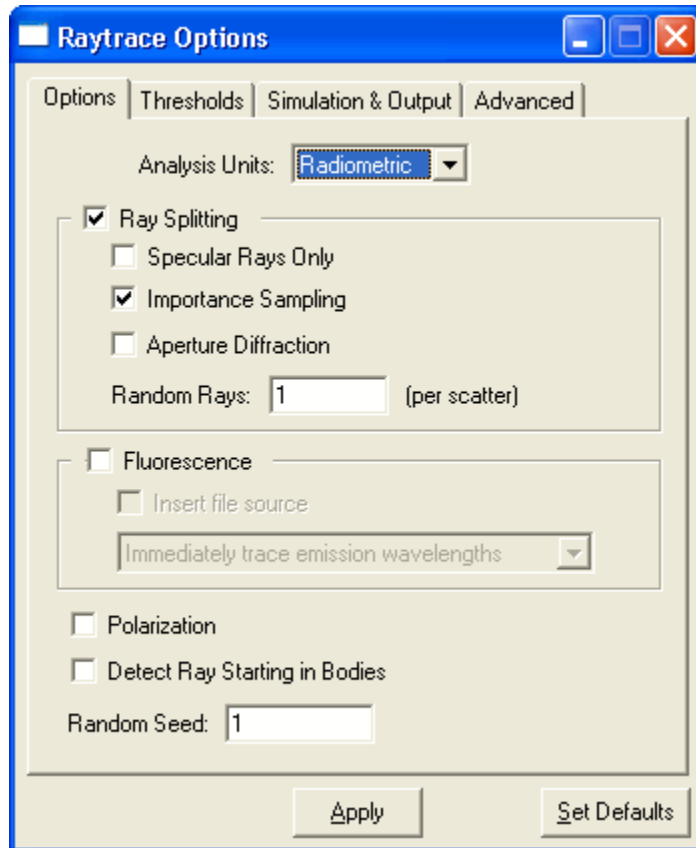 Raytrace Options
Options Thresholds Simulation & Output Advanced
Analysis Units: Radiometric
Ray Splitting
Specular Rays Only
Importance Sampling
Aperture Diffraction
Random Rays: 1 (per scatter)
Fluorescence
Insert file source
Immediately trace emission wavelengths
Polarization
Detect Ray Starting in Bodies
Random Seed: 1
Apply Set Defaults